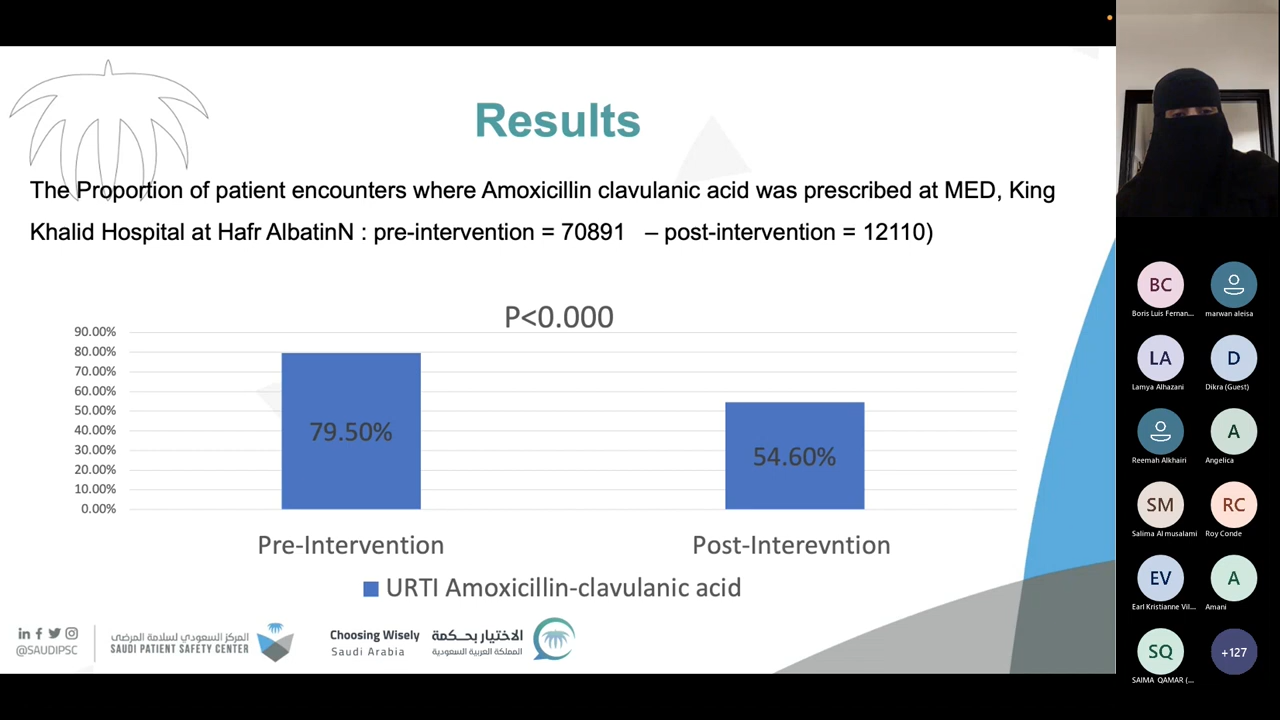 Results
The Proportion of patient encounters where Amoxicillin clavulanic acid was prescribed at MED, King
Khalid Hospital at Hafr AlbatinN : pre-intervention = 70891 – post-intervention = 12110)
P<0.000
90.00%
80.00%
70.00%
60.00%
50.00%
40.00%
30.00%
20.00%
10.00%
0.00%
79.50%
54.60%
Pre-Intervention
Post-Interevntion
URTI Amoxicillin-clavulanic acid
@SAUDIPSC
المركز السعودي لسلامة المرضى
SAUDI PATIENT SAFETY CENTER
Choosing Wisely
Saudi Arabia
الاختيار بحكمة
المملكة العربية السعودية
BC
Boris Luis Fernan...
marwan aleisa
LA
Lamya Alhazani
D
Dikra (Guest)
Reemah Alkhairi
A
Angelica
SM
Salima Al musalami
RC
Roy Conde
EV
Earl Kristianne Vil...
A
Amani
SQ
SAIMA QAMAR (...
+127